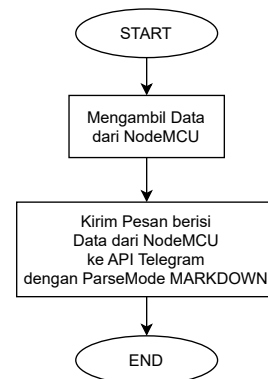 START
Mengambil Data
dari NodeMCU
Kirim Pesan berisi
Data dari NodeMCU
ke API Telegram
dengan ParseMode MARKDOWN
END